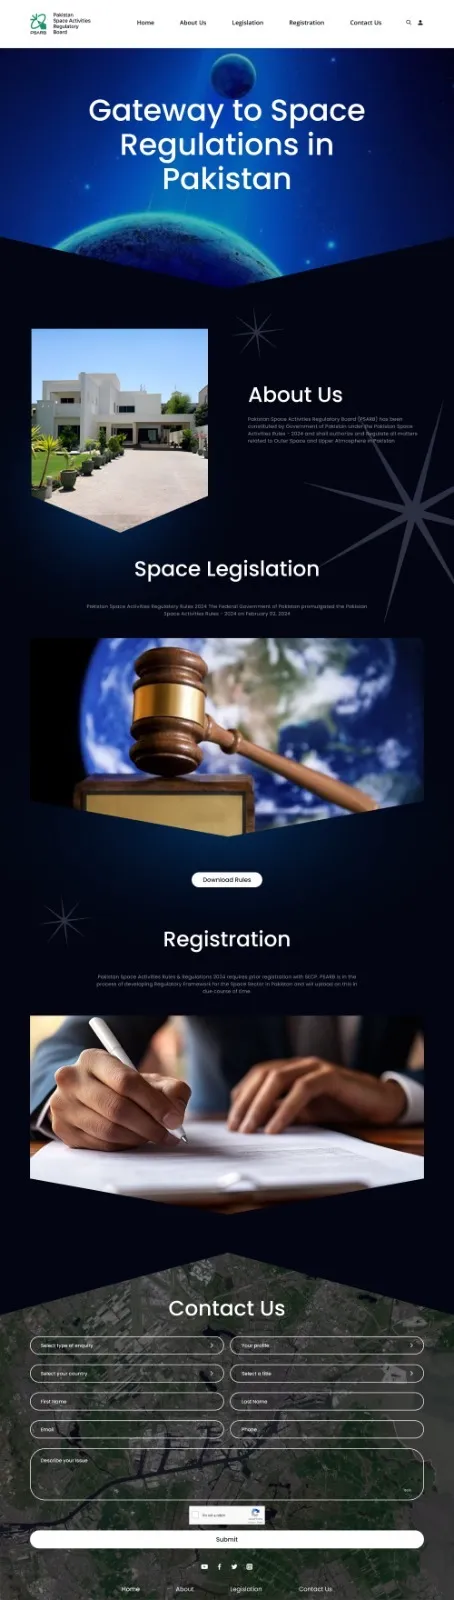 Pakistan
Space Activities
Regulatory
Board
PSARB
Home
About Us
Legislation
Registration
Contact Us
Gateway to Space
Regulations in
Pakistan
About Us
Pakistan Space Activities Regulatory Board (PSARB) has been
constituted by Government of Pakistan under the Pakistan Space
Activities Rules - 2024 and shall authorise and Regulate all matters
related to Outer Space and Upper Atmosphere in Pakistan
Space Legislation
Pakistan Space Activities Regulatory Rules 2024 The Federal Government of Pakistan promulgated the Pakistan
Space Activities Rules - 2024 on February 02, 2024
Download Rules
Registration
Pakistan Space Activities Rules & Regulations 2024 requires prior registration with SECP. PSARB is in the
process of developing Regulatory Framework for the Space Sector in Pakistan and will upload on this in
due course of time.
Contact Us
Select type of enquiry
Your profile
Select your country
Select a title
First Name
Last Name
Email
Phone
Describe your issue
I'm not a robot
Submit
Home
About
Legislation
Contact Us